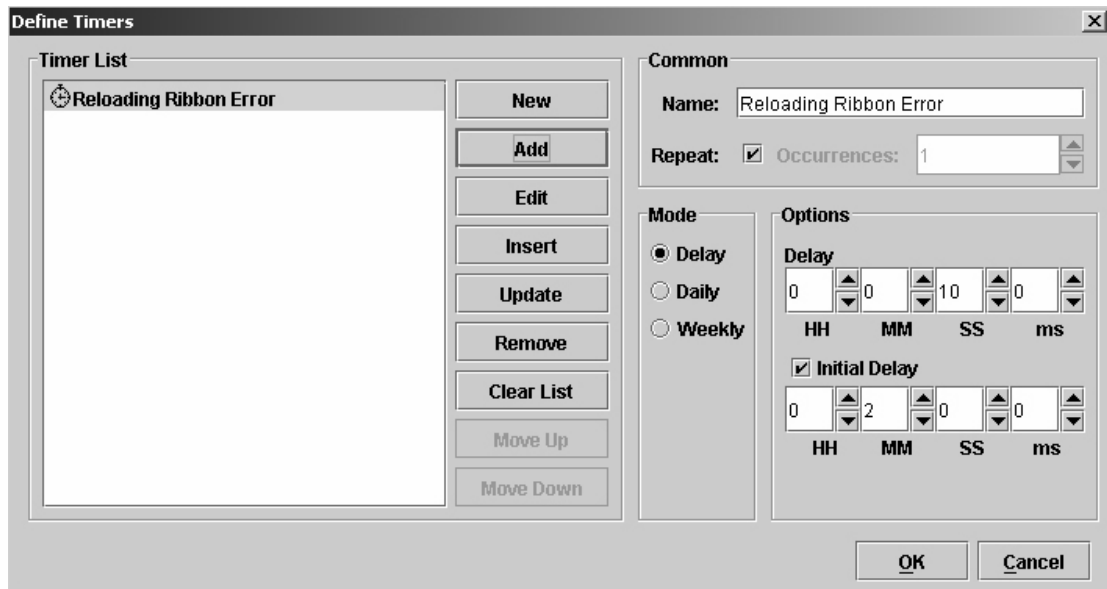 Define Timers
Timer List
Reloading Ribbon Error
New
Add
Edit
Insert
Update
Remove
Clear List
Move Up
Move Down
Common
Name: Reloading Ribbon Error
Repeat: Occurrences: 1
Mode
Delay
Daily
Weekly
Options
Delay
0 0 10 0
HH MM SS ms
Initial Delay
0 2 0 0
HH MM SS ms
OK Cancel